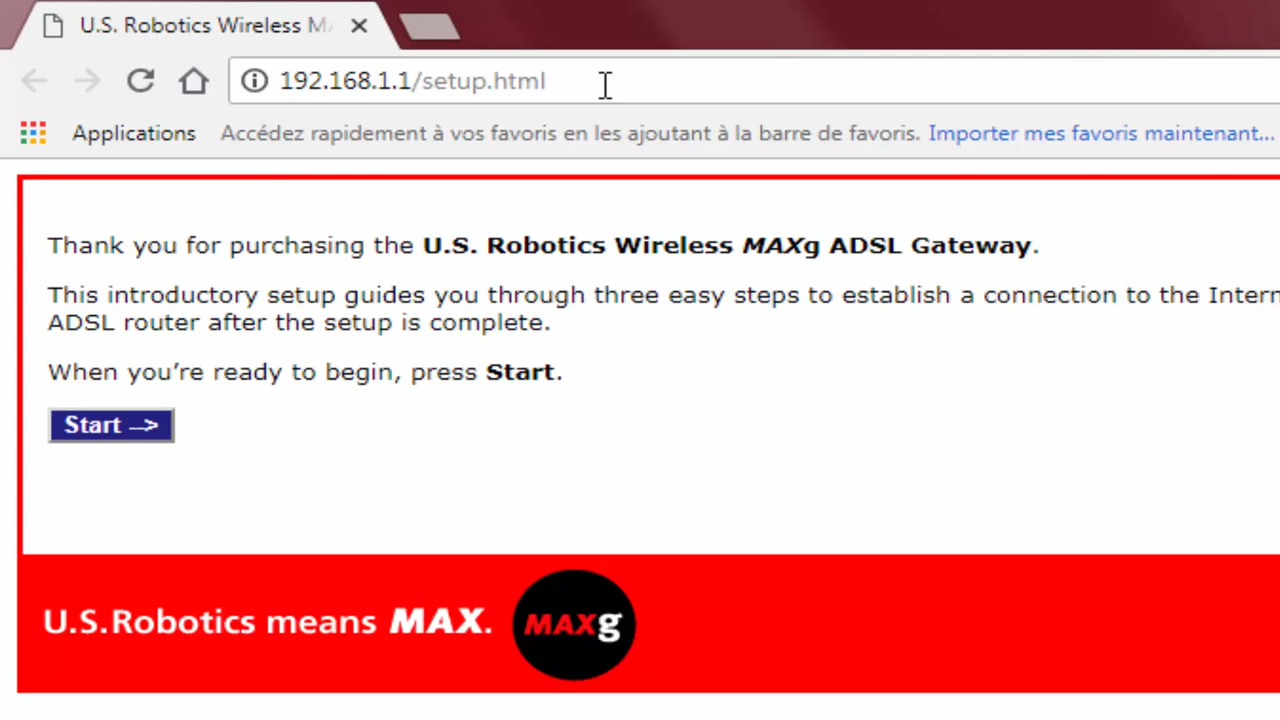 U.S. Robotics Wireless M
192.168.1.1/setup.html
Applications Accédez rapidement à vos favoris en les ajoutant à la barre de favoris. Importer mes favoris maintenant...
Thank you for purchasing the U.S. Robotics Wireless MAXg ADSL Gateway.
This introductory setup guides you through three easy steps to establish a connection to the
ADSL router after the setup is complete.
When you’re ready to begin, press Start.
Start -->
U.S.Robotics means MAX. MAXg